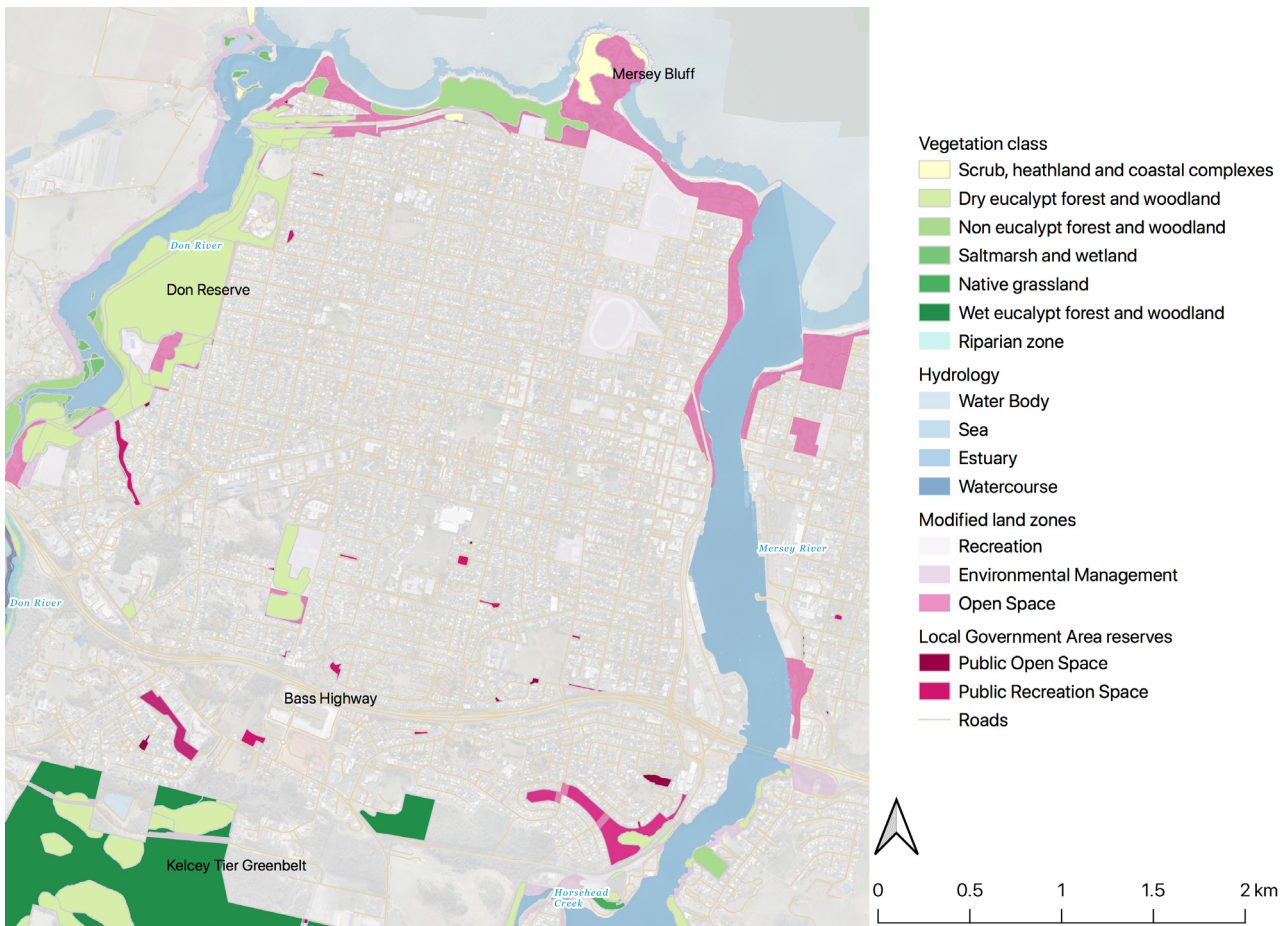 Mersey Bluff
Don River
Don Reserve
Mersey River
Don River
Bass Highway
Kelcey Tier Greenbelt
Horsehead
Creek
Vegetation class
Scrub, heathland and coastal complexes
Dry eucalypt forest and woodland
Non eucalypt forest and woodland
Saltmarsh and wetland
Native grassland
Wet eucalypt forest and woodland
Riparian zone
Hydrology
Water Body
Sea
Estuary
Watercourse
Modified land zones
Recreation
Environmental Management
Open Space
Local Government Area reserves
Public Open Space
Public Recreation Space
Roads
0 0.5 1 1.5 2 km